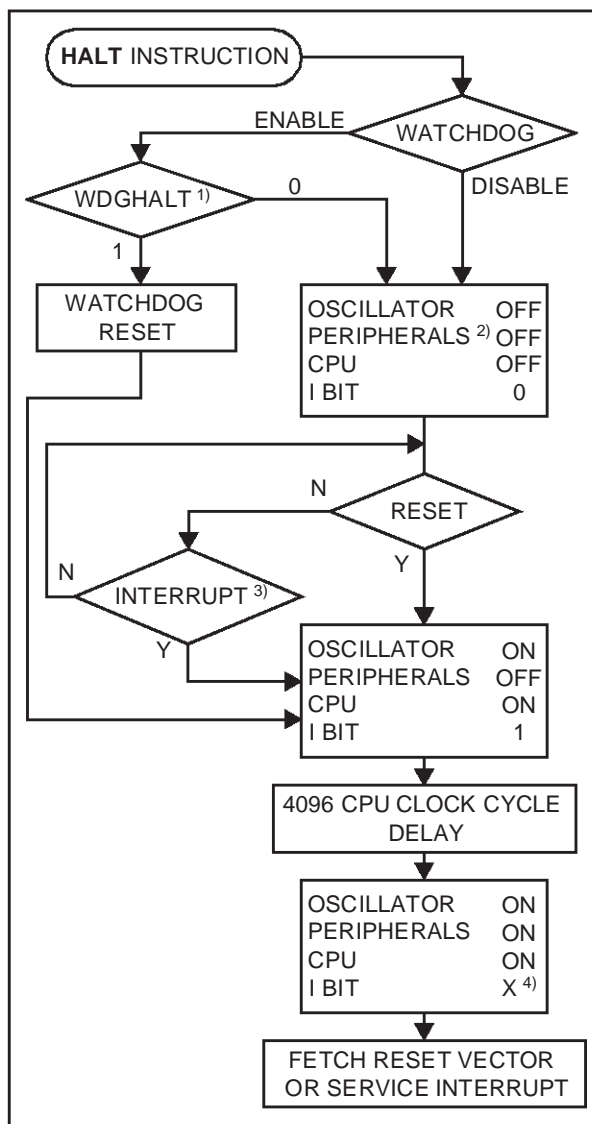 HALT INSTRUCTION
WATCHDOG
ENABLE
DISABLE
WDGHALT 1)
0
1
WATCHDOG
RESET
OSCILLATOR OFF
PERIPHERALS 2) OFF
CPU OFF
I BIT 0
RESET
N
Y
INTERRUPT 3)
N
Y
OSCILLATOR ON
PERIPHERALS OFF
CPU ON
I BIT 1
4096 CPU CLOCK CYCLE
DELAY
OSCILLATOR ON
PERIPHERALS ON
CPU ON
I BIT X 4)
FETCH RESET VECTOR
OR SERVICE INTERRUPT